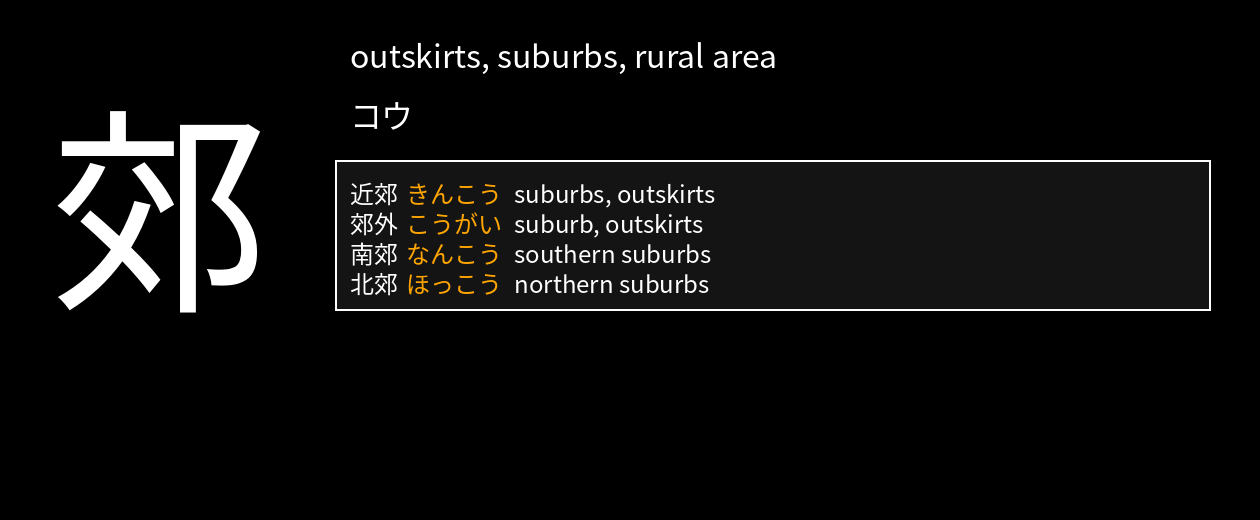 郊
outskirts, suburbs, rural area
コウ
近郊 きんこう suburbs, outskirts
郊外 こうがい suburb, outskirts
南郊 なんこう southern suburbs
北郊 ほっこう northern suburbs